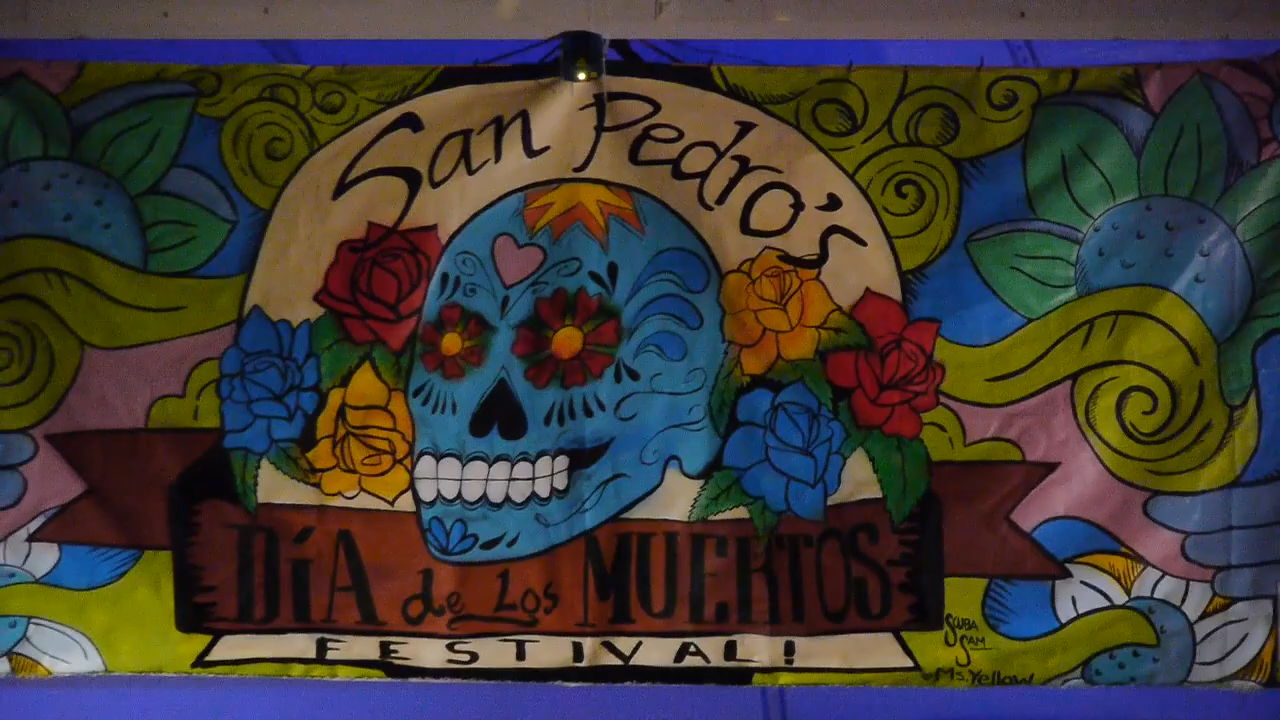 San Pedro's
DíA de Los MUERTOS
FESTIVAL!
SCUBA
SAM
Ms. Yellow